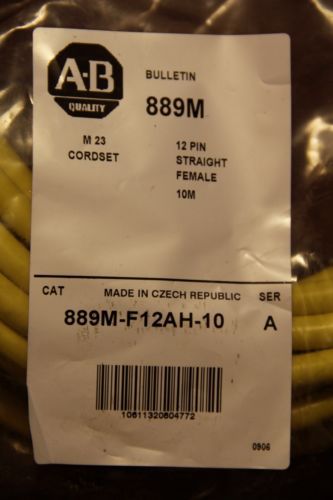 A-B
QUALITY
BULLETIN
889M
M 23
CORDSET
12 PIN
STRAIGHT
FEMALE
10M
CAT
MADE IN CZECH REPUBLIC
SER
889M-F12AH-10
A
10611320804772
0906